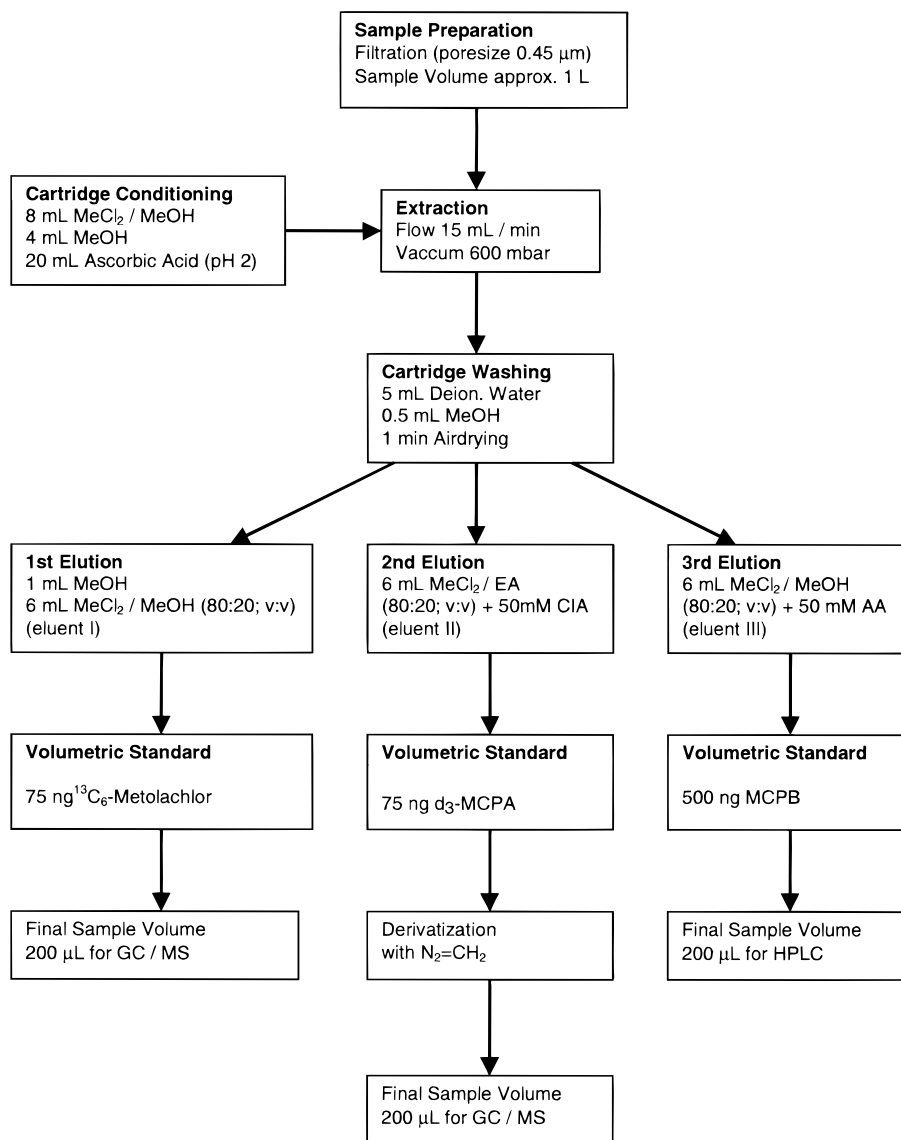 Sample Preparation
Filtration (poresize 0.45 μm)
Sample Volume approx. 1 L
Cartridge Conditioning
8 mL MeCl₂ / MeOH
4 mL MeOH
20 mL Ascorbic Acid (pH 2)
Extraction
Flow 15 mL / min
Vaccum 600 mbar
Cartridge Washing
5 mL Deion. Water
0.5 mL MeOH
1 min Airdrying
1st Elution
1 mL MeOH
6 mL MeCl₂ / MeOH (80:20; v:v)
(eluent I)
2nd Elution
6 mL MeCl₂ / EA
(80:20; v:v) + 50mM ClA
(eluent II)
3rd Elution
6 mL MeCl₂ / MeOH
(80:20; v:v) + 50 mM AA
(eluent III)
Volumetric Standard
75 ng¹³C₆-Metolachlor
Volumetric Standard
75 ng d₃-MCPA
Volumetric Standard
500 ng MCPB
Final Sample Volume
200 μL for GC / MS
Derivatization
with N₂=CH₂
Final Sample Volume
200 μL for HPLC
Final Sample Volume
200 μL for GC / MS